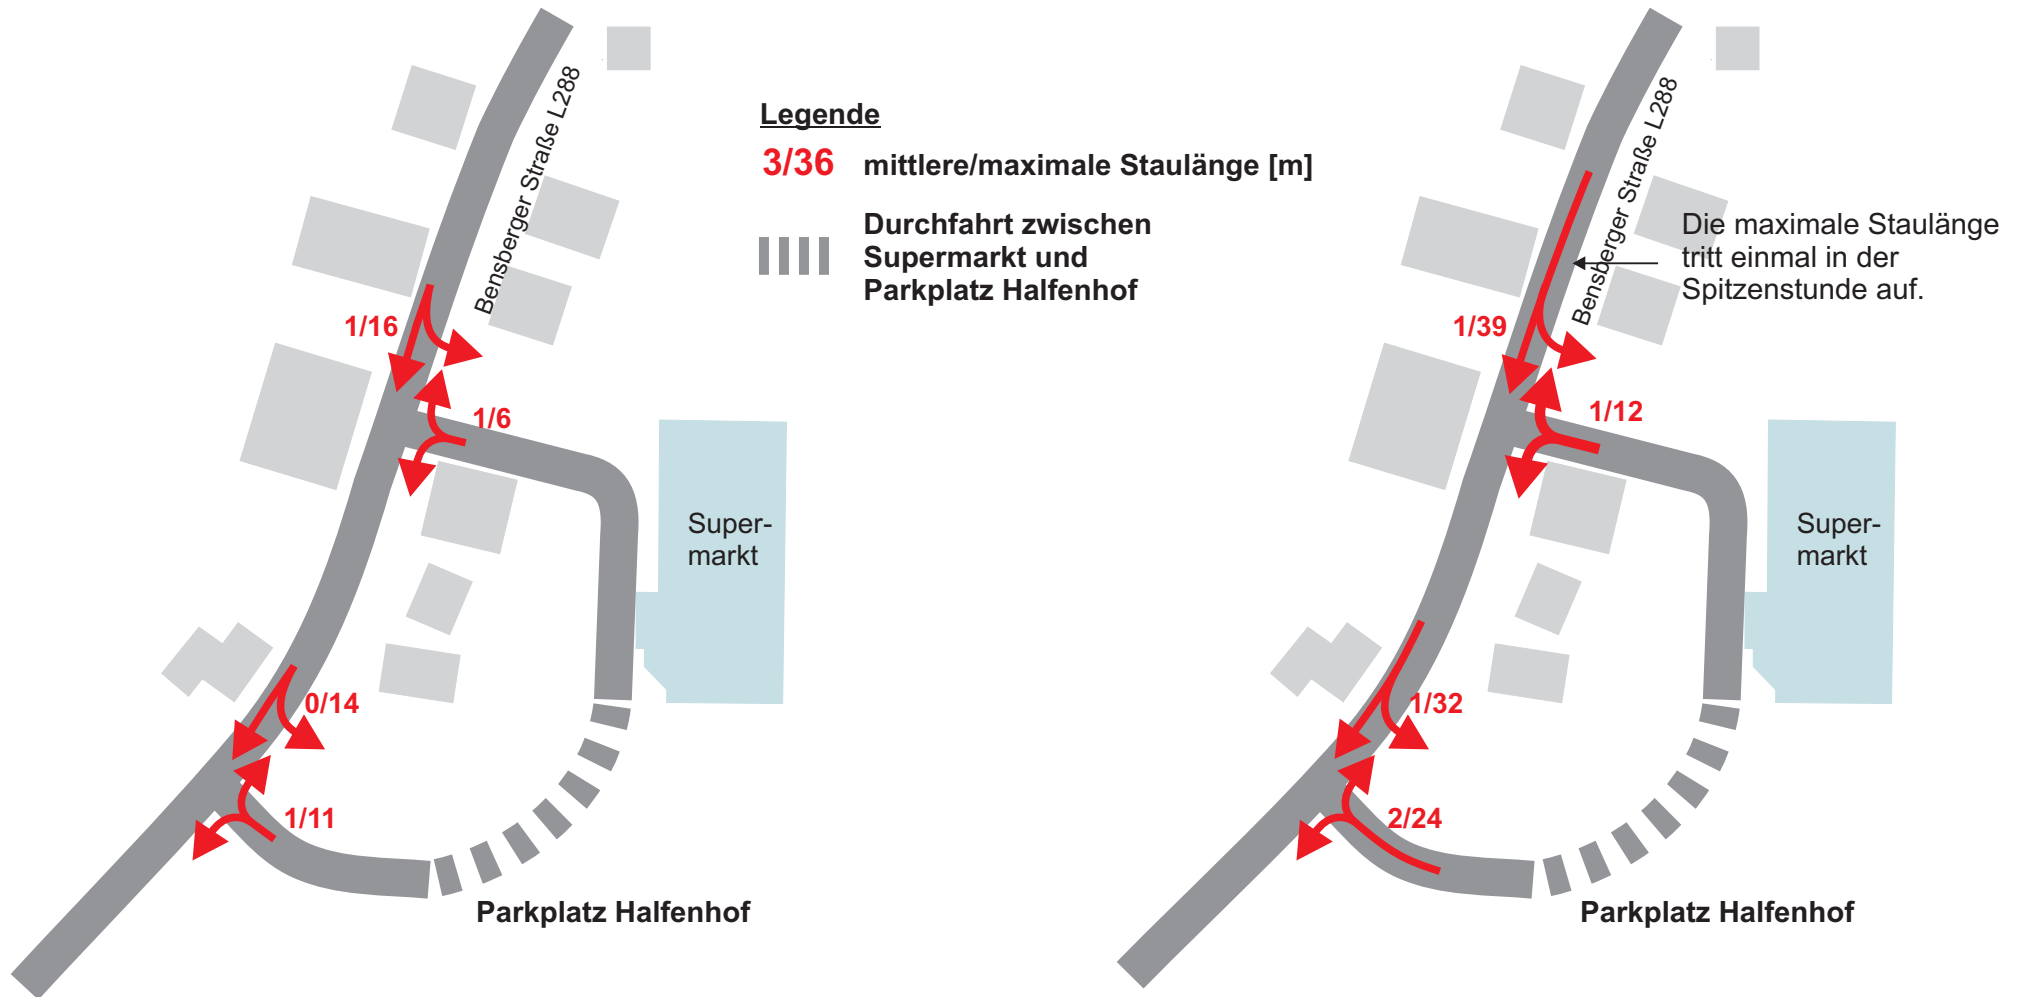 Bensberger Straße L288
Legende
3/36 mittlere/maximale Staulänge [m]
Durchfahrt zwischen
Supermarkt und
Parkplatz Halfenhof
1/16
1/6
Super-
markt
0/14
1/11
Parkplatz Halfenhof
Bensberger Straße L288
Die maximale Staulänge
tritt einmal in der
Spitzenstunde auf.
1/39
1/12
Super-
markt
1/32
2/24
Parkplatz Halfenhof